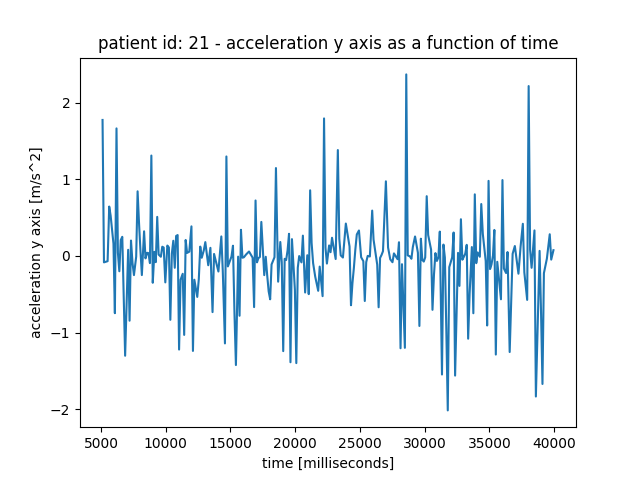 patient id: 21 - acceleration y axis as a function of time
acceleration y axis [m/s^2]
2
1
0
−1
−2
5000 10000 15000 20000 25000 30000 35000 40000
time [milliseconds]